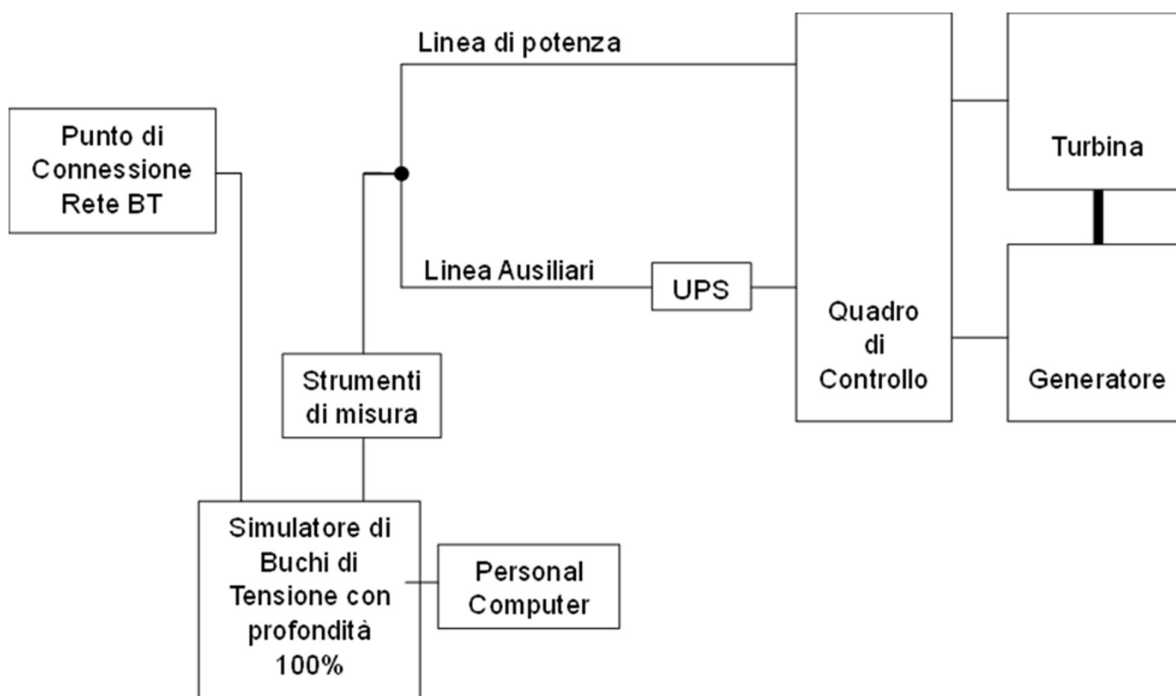 Linea di potenza
Punto di
Connessione
Rete BT
Turbina
Linea Ausiliari
UPS
Quadro
di
Controllo
Generatore
Strumenti
di misura
Simulatore di
Buchi di
Tensione con
profondità
100%
Personal
Computer